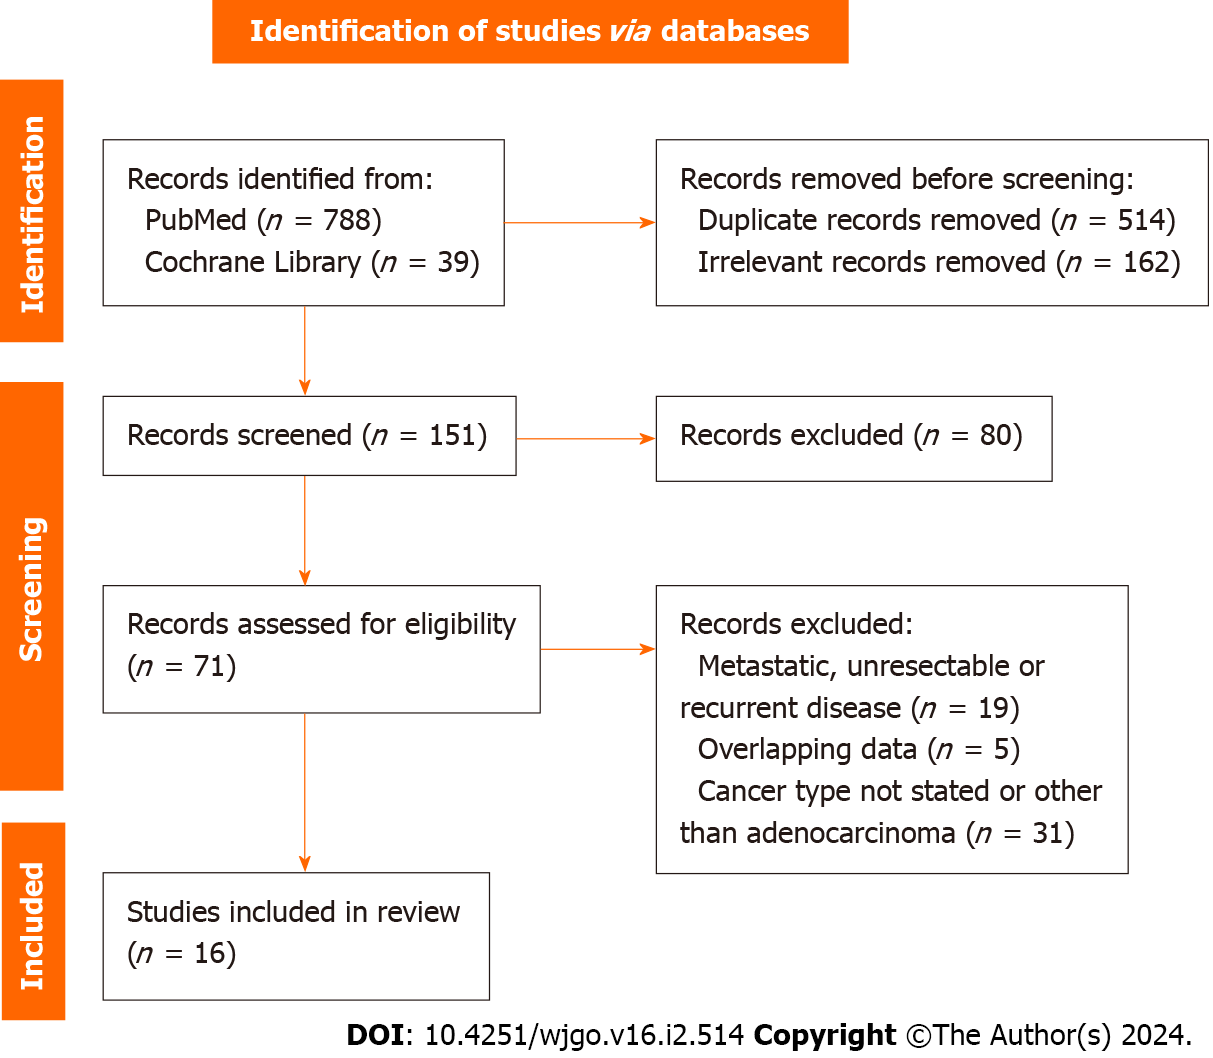 Identification of studies via databases
Identification
Records identified from:
PubMed (n = 788)
Cochrane Library (n = 39)
Records removed before screening:
Duplicate records removed (n = 514)
Irrelevant records removed (n = 162)
Screening
Records screened (n = 151)
Records excluded (n = 80)
Records assessed for eligibility
(n = 71)
Records excluded:
Metastatic, unresectable or
recurrent disease (n = 19)
Overlapping data (n = 5)
Cancer type not stated or other
than adenocarcinoma (n = 31)
Included
Studies included in review
(n = 16)
DOI: 10.4251/wjgo.v16.i2.514 Copyright ©The Author(s) 2024.